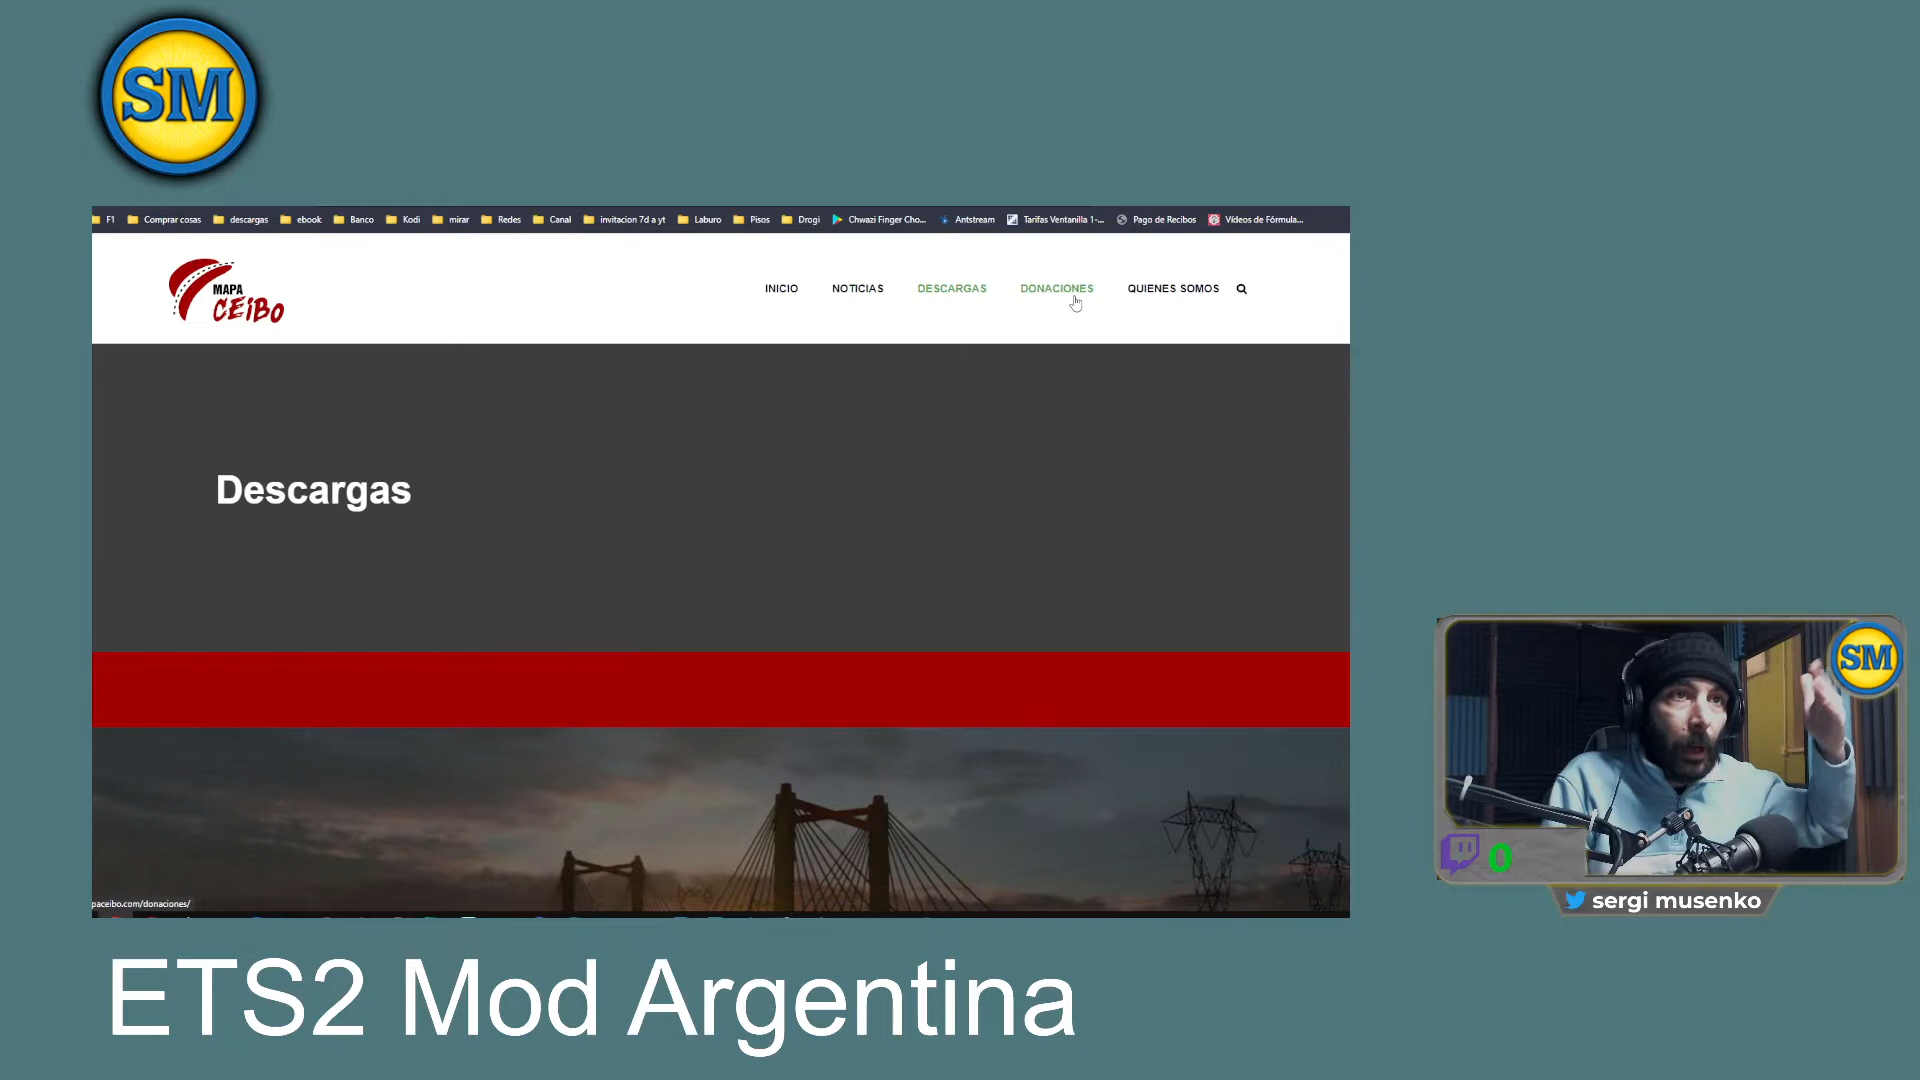 SM
F1 Comprar cosas descargas ebook Banco Kodi mirar Redes Canal invitacion 7d a yt Laburo Pisos Drogi Chwazi Finger Cho... Antstream Tarifas Ventanilla 1-... Pago de Recibos Vídeos de Fórmula...
MAPA
CEIBO
INICIO NOTICIAS DESCARGAS DONACIONES QUIENES SOMOS
Descargas
SM
0
paceibo.com/donaciones/
sergi musenko
ETS2 Mod Argentina